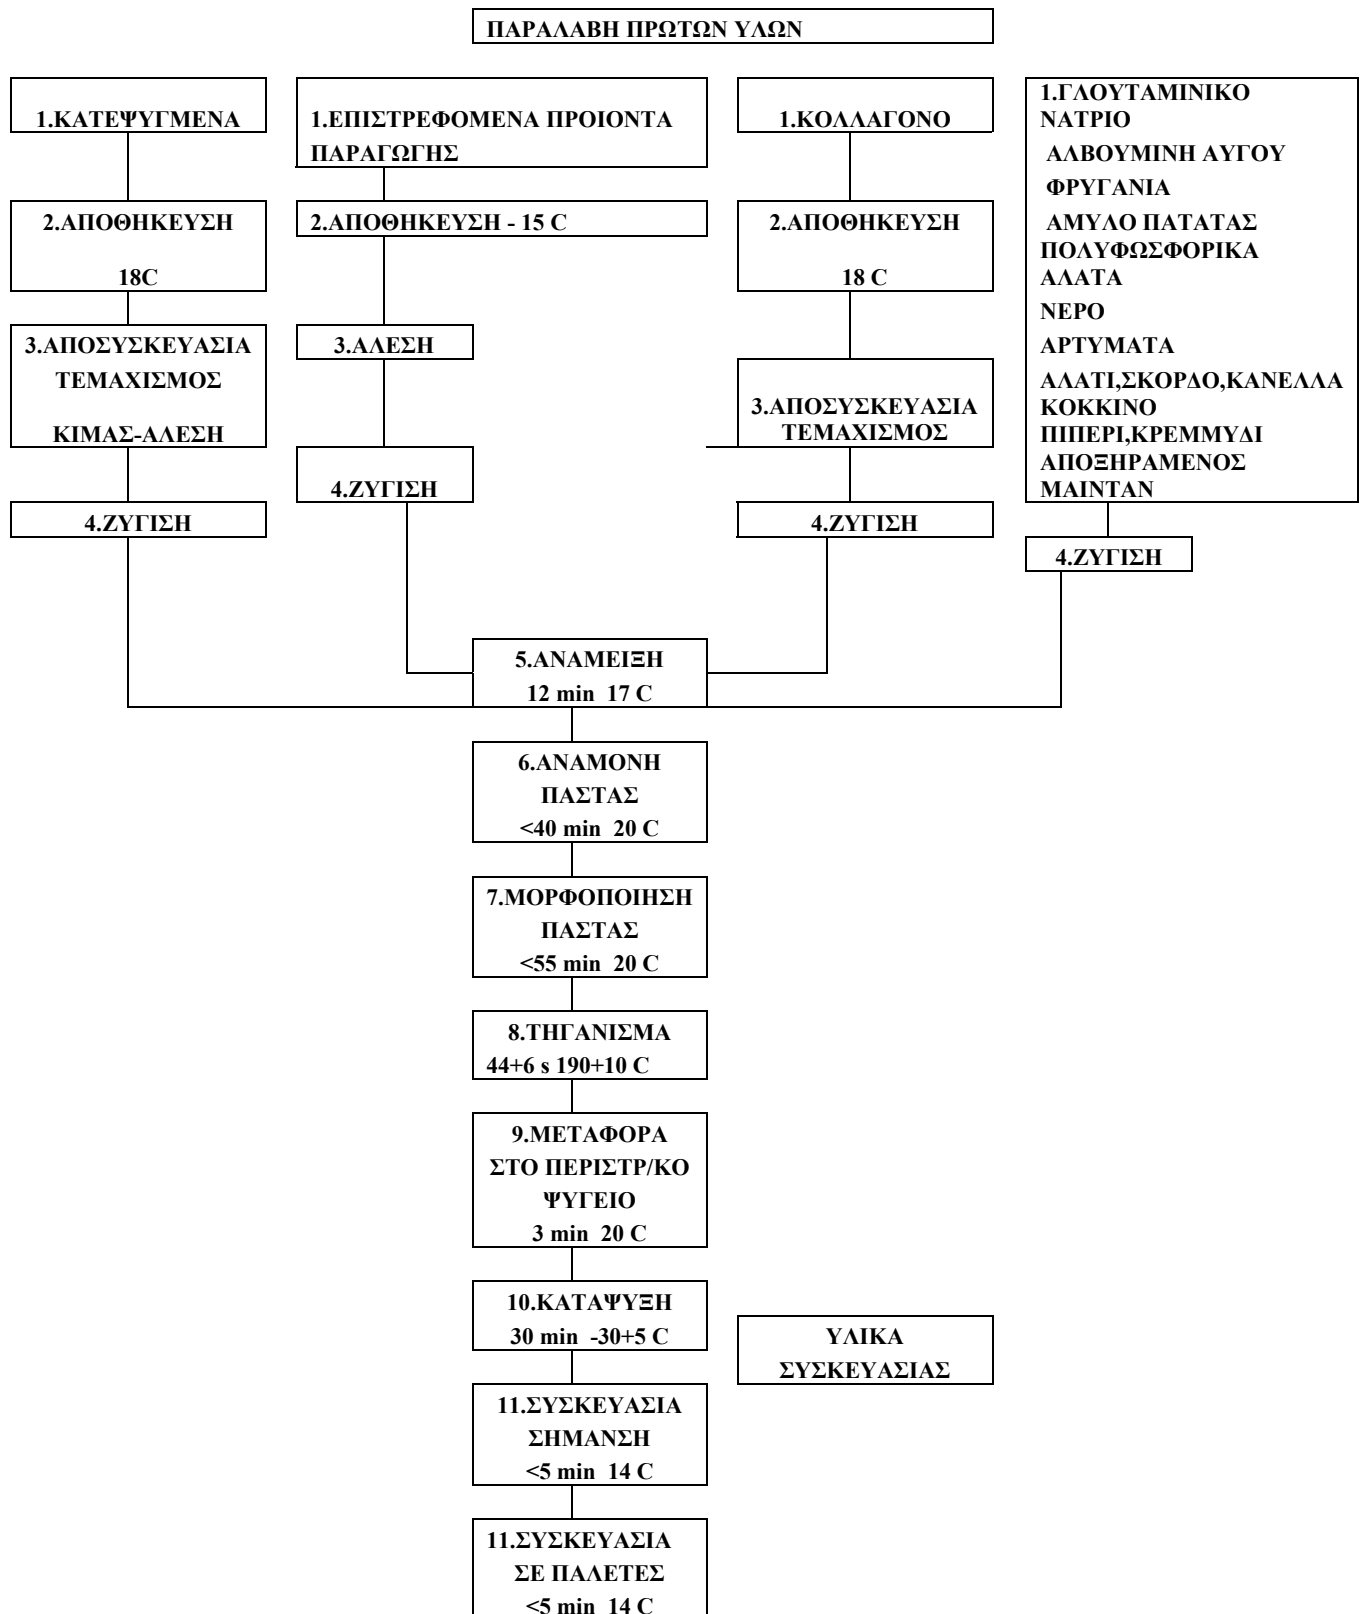 ΠΑΡΑΛΑΒΗ ΠΡΩΤΩΝ ΥΛΩΝ
1.ΚΑΤΕΨΥΓΜΕΝΑ
2.ΑΠΟΘΗΚΕΥΣΗ
18C
3.ΑΠΟΣΥΣΚΕΥΑΣΙΑ
ΤΕΜΑΧΙΣΜΟΣ
ΚΙΜΑΣ-ΑΛΕΣΗ
4.ΖΥΓΙΣΗ
1.ΕΠΙΣΤΡΕΦΟΜΕΝΑ ΠΡΟΙΟΝΤΑ
ΠΑΡΑΓΩΓΗΣ
2.ΑΠΟΘΗΚΕΥΣΗ - 15 C
3.ΑΛΕΣΗ
4.ΖΥΓΙΣΗ
1.ΚΟΛΛΑΓΟΝΟ
2.ΑΠΟΘΗΚΕΥΣΗ
18 C
3.ΑΠΟΣΥΣΚΕΥΑΣΙΑ
ΤΕΜΑΧΙΣΜΟΣ
4.ΖΥΓΙΣΗ
1.ΓΛΟΥΤΑΜΙΝΙΚΟ
ΝΑΤΡΙΟ
ΑΛΒΟΥΜΙΝΗ ΑΥΓΟΥ
ΦΡΥΓΑΝΙΑ
ΑΜΥΛΟ ΠΑΤΑΤΑΣ
ΠΟΛΥΦΩΣΦΟΡΙΚΑ
ΑΛΑΤΑ
ΝΕΡΟ
ΑΡΤΥΜΑΤΑ
ΑΛΑΤΙ,ΣΚΟΡΔΟ,ΚΑΝΕΛΛΑ
ΚΟΚΚΙΝΟ
ΠΙΠΕΡΙ,ΚΡΕΜΜΥΔΙ
ΑΠΟΞΗΡΑΜΕΝΟΣ
ΜΑΙΝΤΑΝ
4.ΖΥΓΙΣΗ
5.ΑΝΑΜΕΙΞΗ
12 min 17 C
6.ΑΝΑΜΟΝΗ
ΠΑΣΤΑΣ
<40 min 20 C
7.ΜΟΡΦΟΠΟΙΗΣΗ
ΠΑΣΤΑΣ
<55 min 20 C
8.ΤΗΓΑΝΙΣΜΑ
44+6 s 190+10 C
9.ΜΕΤΑΦΟΡΑ
ΣΤΟ ΠΕΡΙΣΤΡ/ΚΟ
ΨΥΓΕΙΟ
3 min 20 C
10.ΚΑΤΑΨΥΞΗ
30 min -30+5 C
ΥΛΙΚΑ
ΣΥΣΚΕΥΑΣΙΑΣ
11.ΣΥΣΚΕΥΑΣΙΑ
ΣΗΜΑΝΣΗ
<5 min 14 C
11.ΣΥΣΚΕΥΑΣΙΑ
ΣΕ ΠΑΛΕΤΕΣ
<5 min 14 C